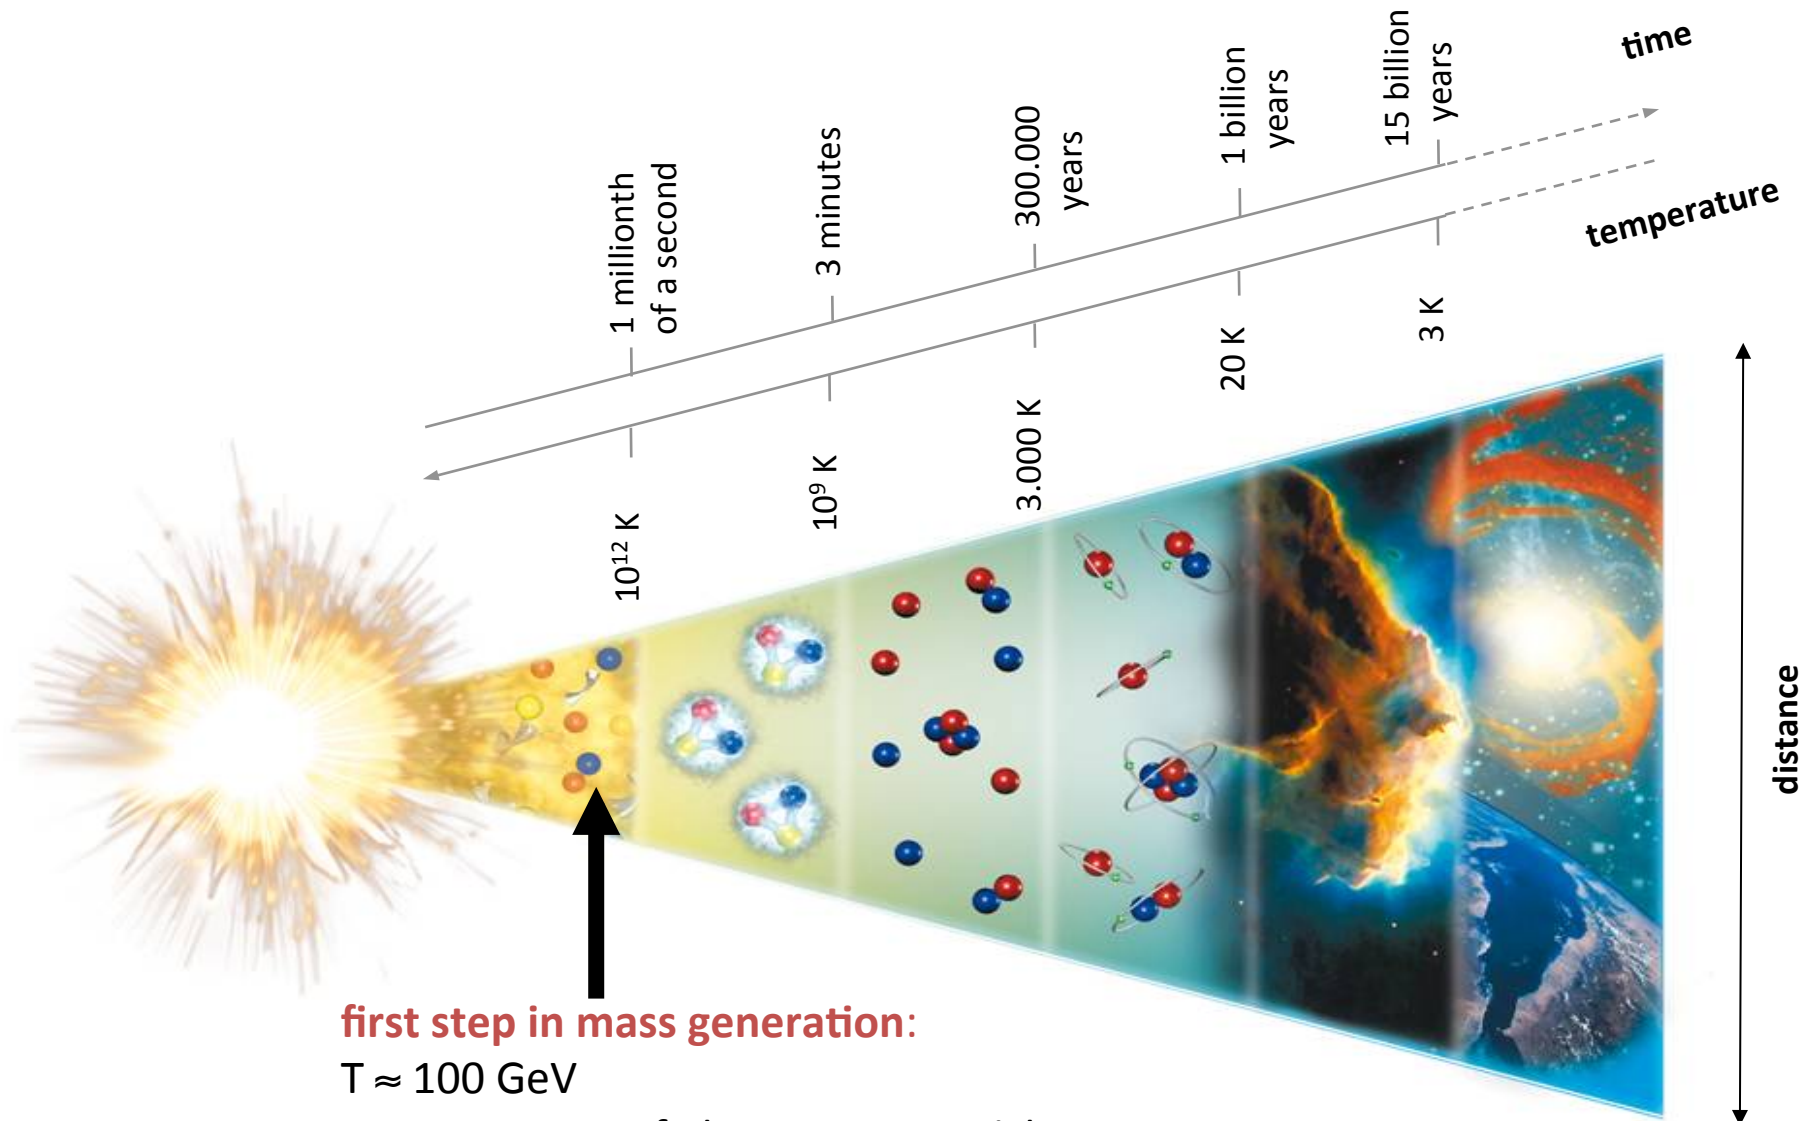 time
temperature
1 millionth
of a second
3 minutes
300.000
years
1 billion
years
15 billion
years
10¹² K
10⁹ K
3.000 K
20 K
3 K
distance
first step in mass generation:
T ≈ 100 GeV